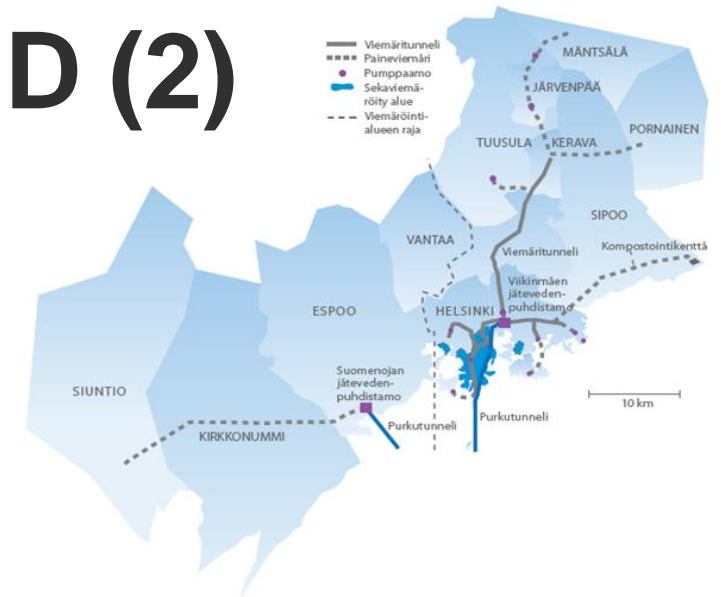 D (2)
Viemäritunneli
Paineviemäri
Pumppaamo
Sekaviemä-
röity alue
Viemäröinti-
alueen raja
MÄNTSÄLÄ
JÄRVENPÄÄ
PORNAINEN
TUUSULA
KERAVA
SIPOO
VANTAA
Kompostointikenttä
Viemäritunneli
Viikinmäen
jäteveden-
puhdistamo
ESPOO
HELSINKI
Suomenojan
jäteveden-
puhdistamo
SIUNTIO
10 km
Purkutunneli
Purkutunneli
KIRKKONUMMI